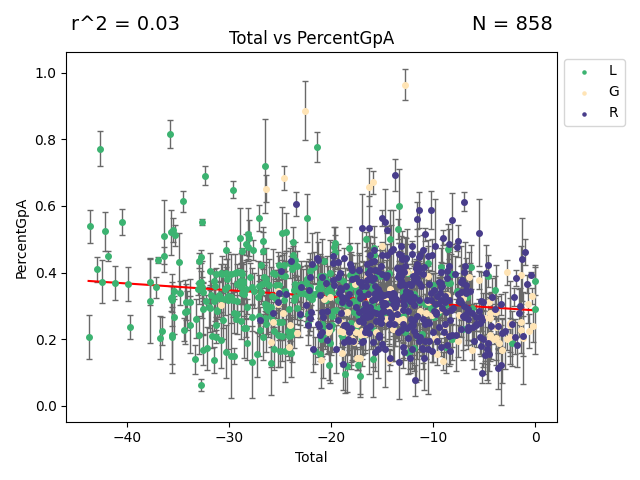 r^2 = 0.03
N = 858
Total vs PercentGpA
L
G
R
PercentGpA
1.0
0.8
0.6
0.4
0.2
0.0
−40
−30
−20
−10
0
Total